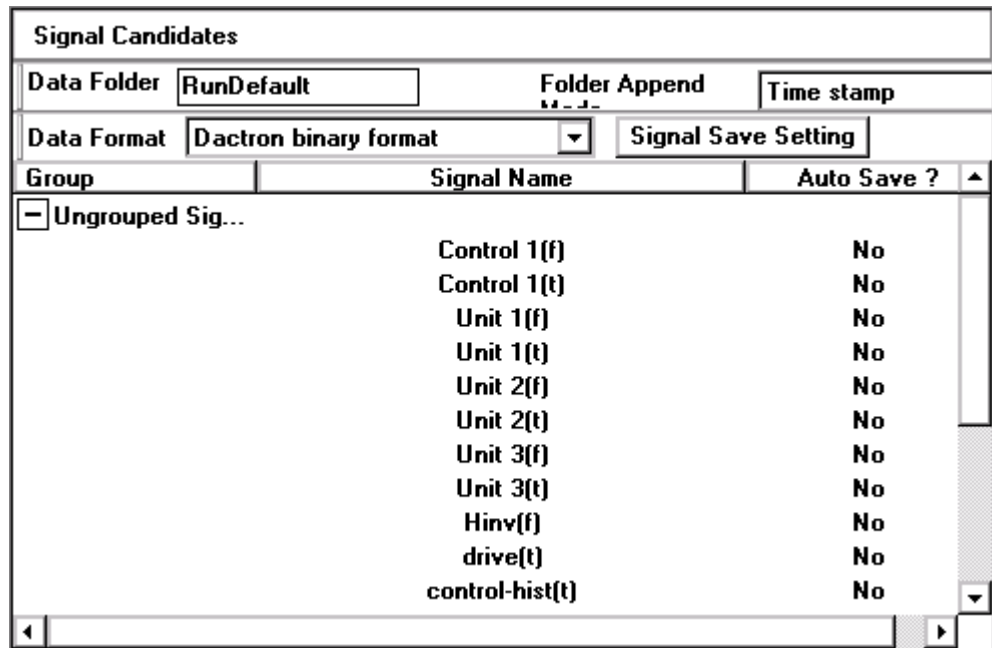 Signal Candidates
Data Folder RunDefault Folder Append Time stamp
Data Format Dactron binary format Signal Save Setting
Group Signal Name Auto Save ?
Ungrouped Sig...
Control 1(f) No
Control 1(t) No
Unit 1(f) No
Unit 1(t) No
Unit 2(f) No
Unit 2(t) No
Unit 3(f) No
Unit 3(t) No
Hinv(f) No
drive(t) No
control-hist(t) No